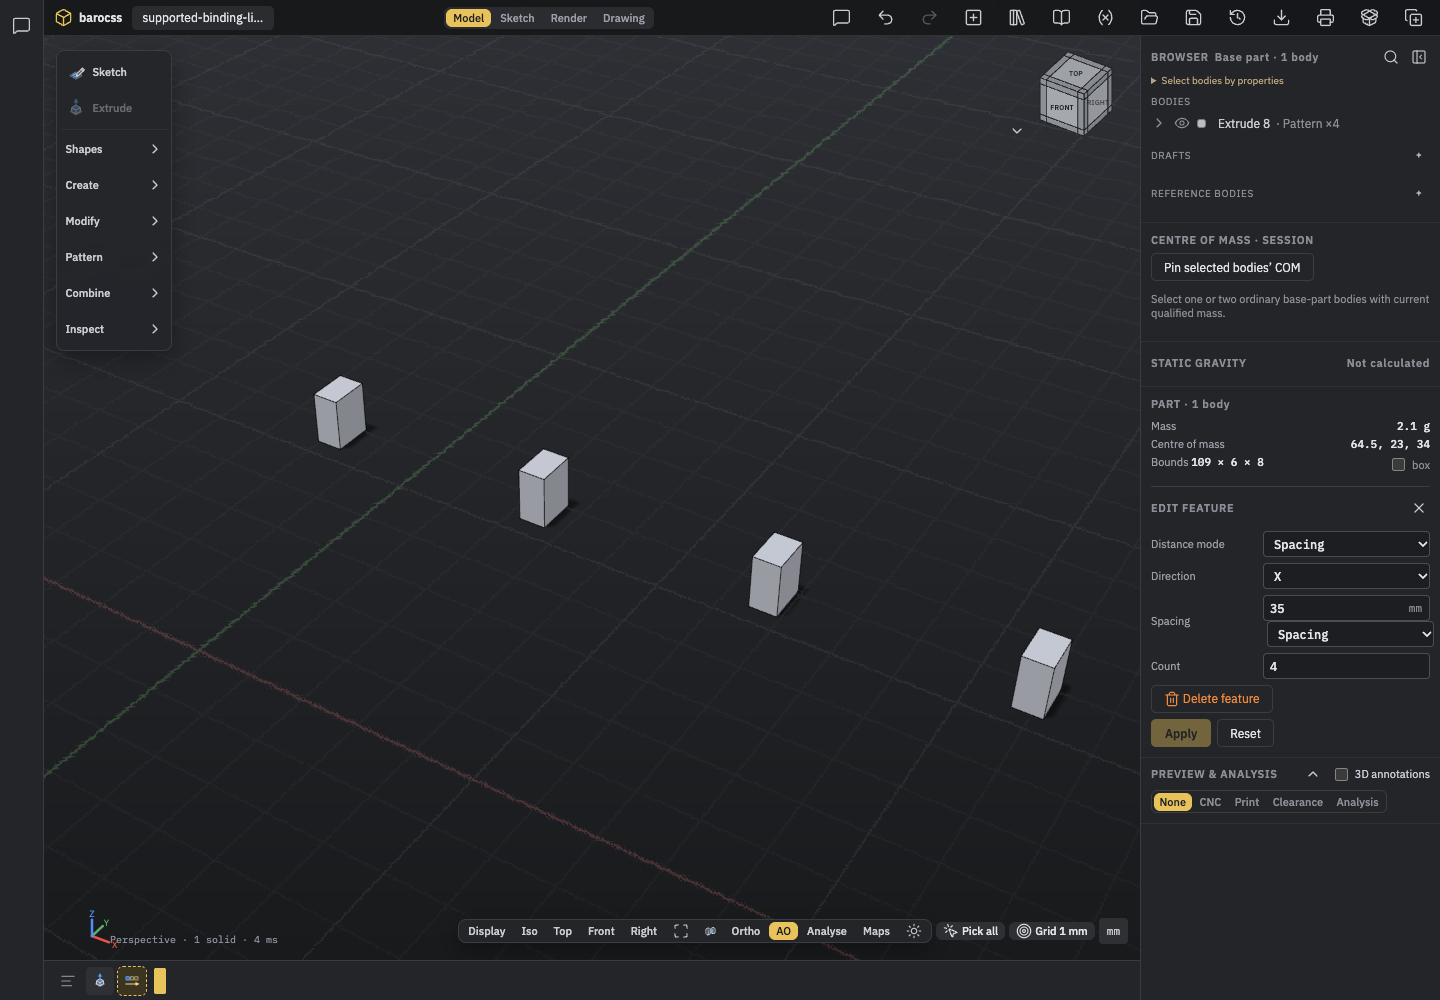 barocss
supported-binding-li...
Model Sketch Render Drawing
Sketch
Extrude
Shapes
Create
Modify
Pattern
Combine
Inspect
TOP
FRONT
RIGHT
Z
Y
X
Perspective · 1 solid · 4 ms
Display Iso Top Front Right Ortho AO Analyse Maps
Pick all
Grid 1 mm
mm
BROWSER Base part · 1 body
Select bodies by properties
BODIES
Extrude 8 · Pattern ×4
DRAFTS
REFERENCE BODIES
CENTRE OF MASS · SESSION
Pin selected bodies’ COM
Select one or two ordinary base-part bodies with current
qualified mass.
STATIC GRAVITY Not calculated
PART · 1 body
Mass 2.1 g
Centre of mass 64.5, 23, 34
Bounds 109 × 6 × 8 box
EDIT FEATURE
Distance mode Spacing
Direction X
Spacing 35 mm
Spacing
Count 4
Delete feature
Apply Reset
PREVIEW & ANALYSIS 3D annotations
None CNC Print Clearance Analysis